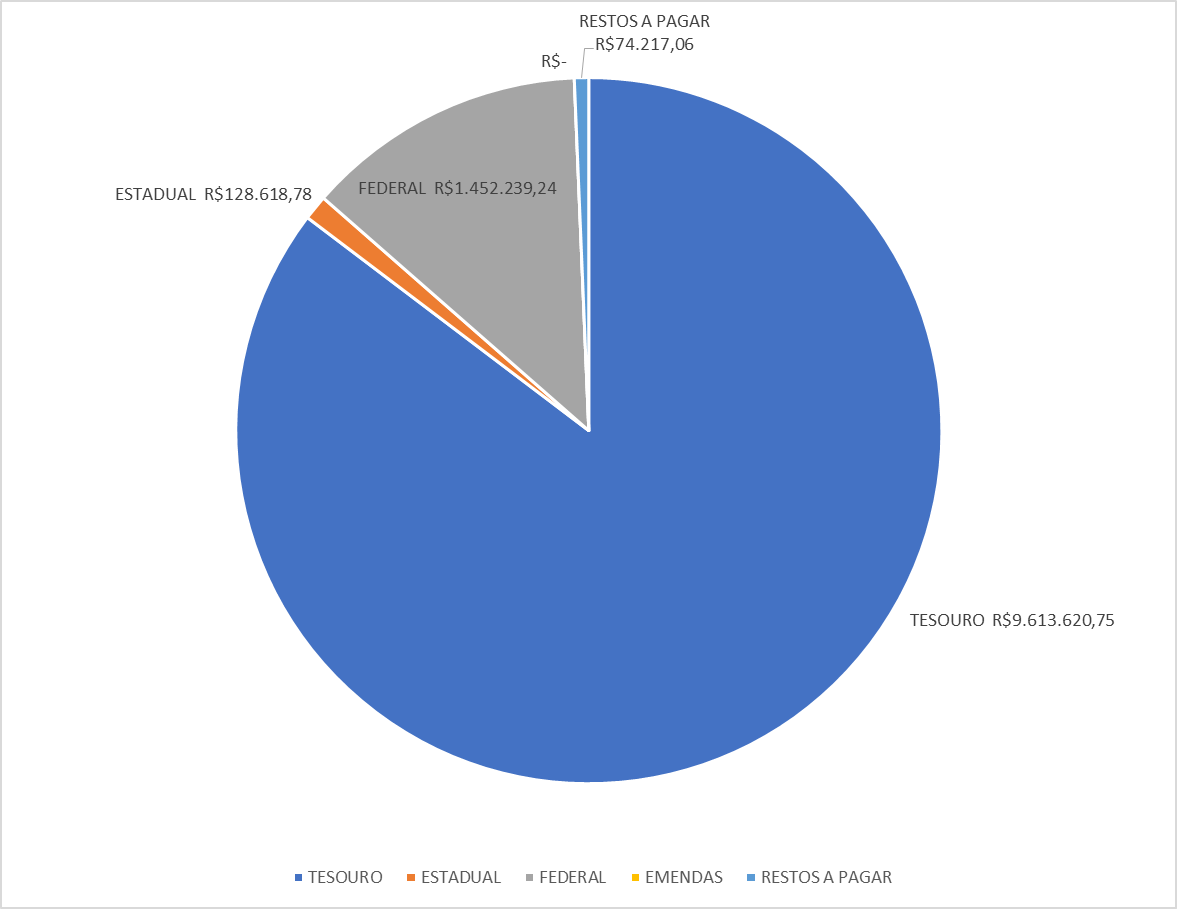 RESTOS A PAGAR
R$74.217,06
R$-
ESTADUAL R$128.618,78
FEDERAL R$1.452.239,24
TESOURO R$9.613.620,75
TESOURO ESTADUAL FEDERAL EMENDAS RESTOS A PAGAR